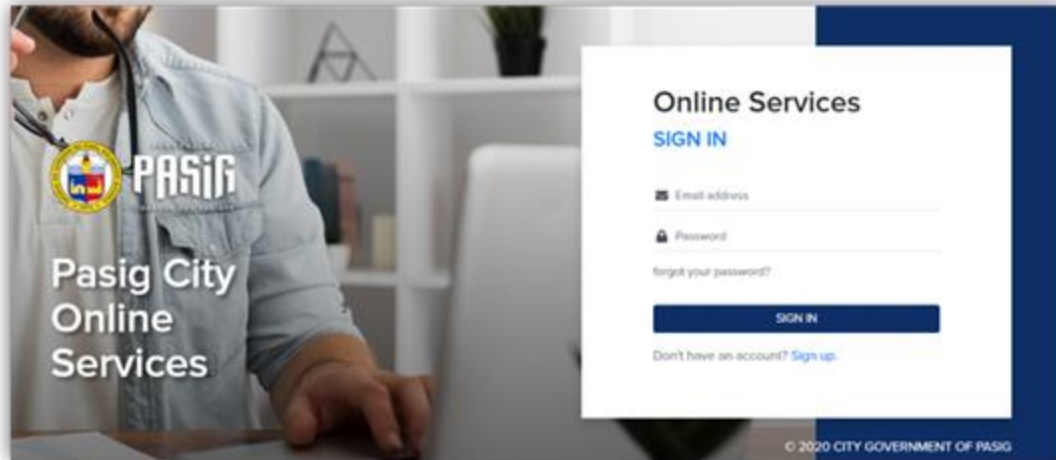 PASIG
Pasig City
Online
Services
Online Services
SIGN IN
Email address
Password
forgot your password?
SIGN IN
Don't have an account? Sign up.
© 2020 CITY GOVERNMENT OF PASIG